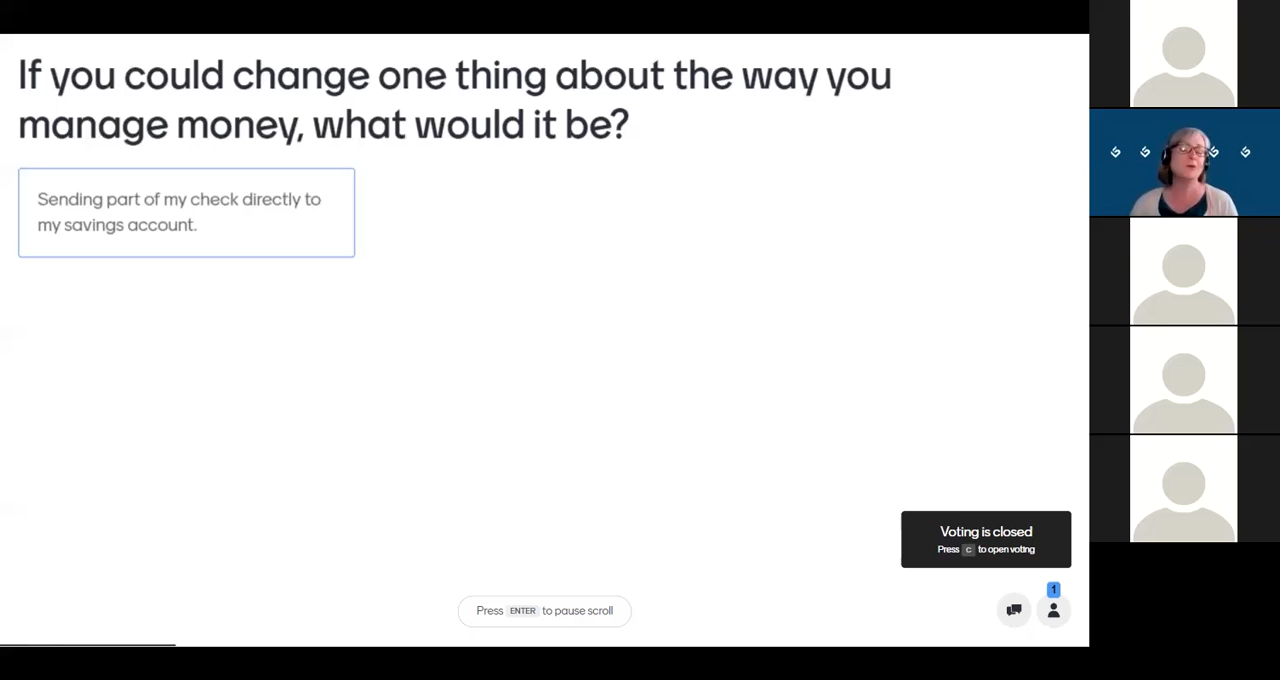 If you could change one thing about the way you
manage money, what would it be?
Sending part of my check directly to
my savings account.
Voting is closed
Press C to open voting
1
Press ENTER to pause scroll